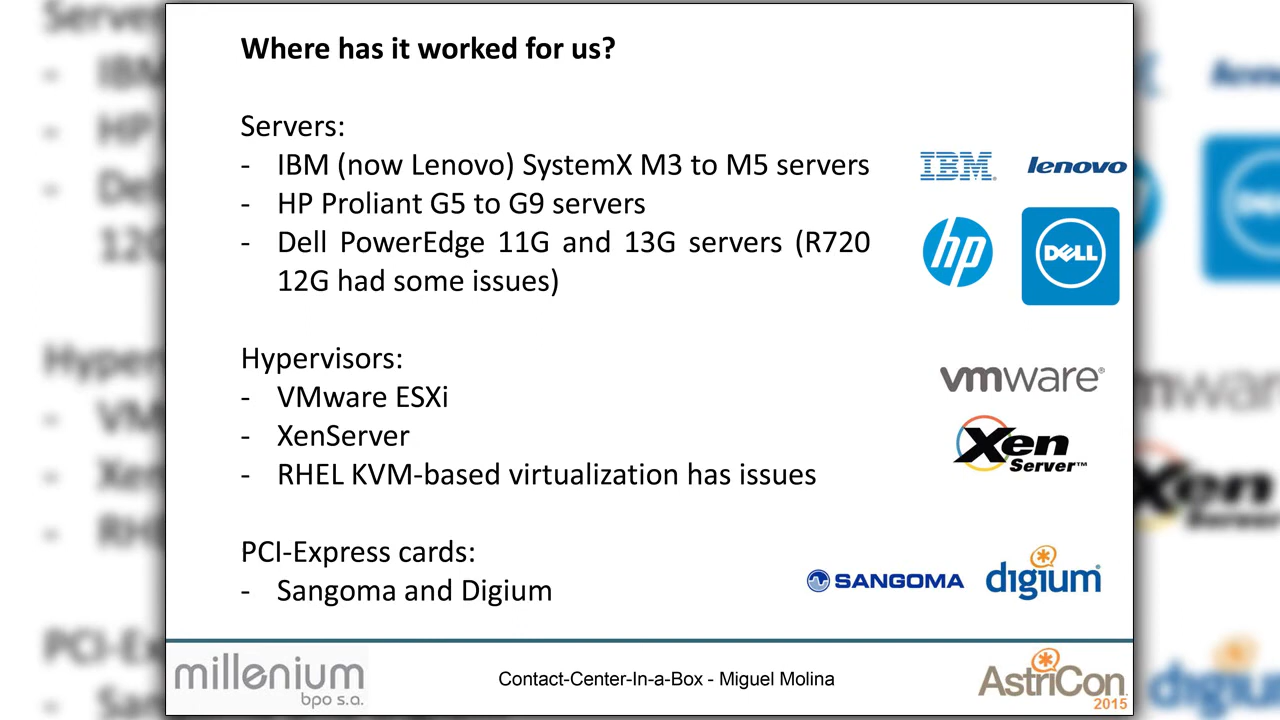 Where has it worked for us?
Servers:
- IBM (now Lenovo) SystemX M3 to M5 servers
- HP Proliant G5 to G9 servers
- Dell PowerEdge 11G and 13G servers (R720
12G had some issues)
IBM lenovo
hp DELL
Hypervisors:
- VMware ESXi
- XenServer
- RHEL KVM-based virtualization has issues
vmware
Xen
Server™
PCI-Express cards:
- Sangoma and Digium
SANGOMA digium
millenium
bpo s.a.
Contact-Center-In-a-Box - Miguel Molina
AstriCon
2015